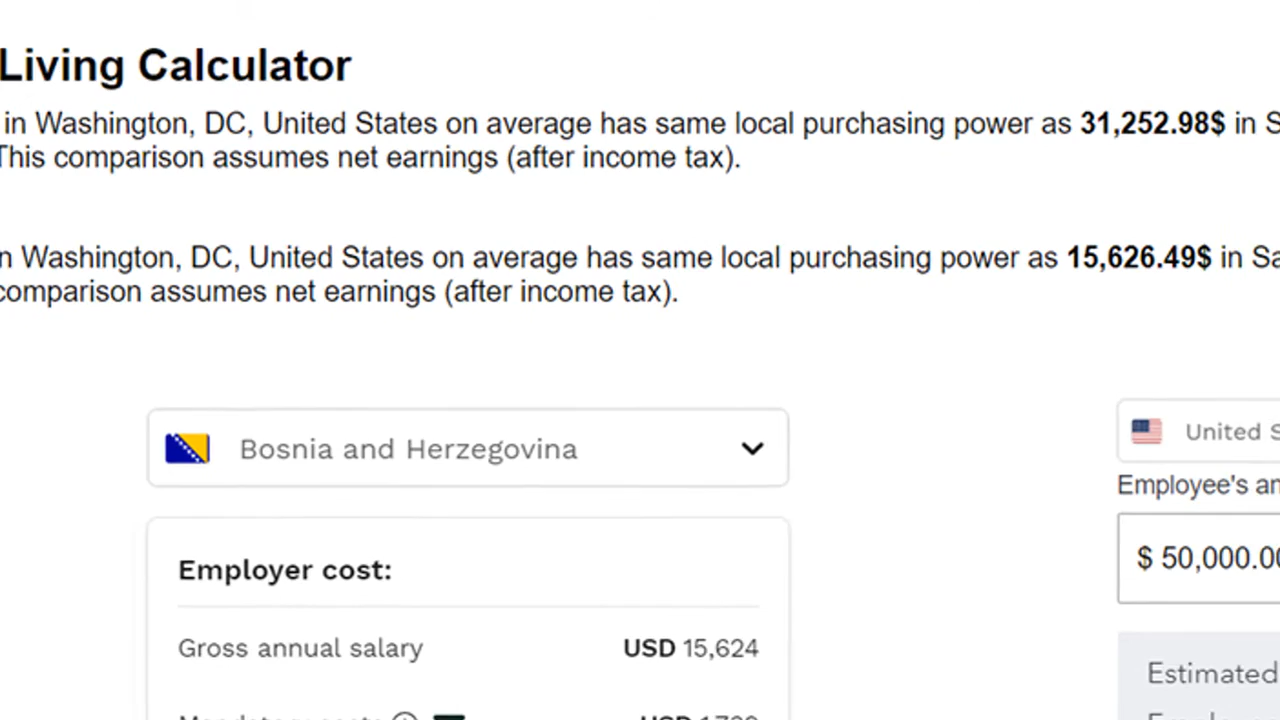 Living Calculator
in Washington, DC, United States on average has same local purchasing power as 31,252.98$ in
This comparison assumes net earnings (after income tax).
Washington, DC, United States on average has same local purchasing power as 15,626.49$ in
comparison assumes net earnings (after income tax).
Bosnia and Herzegovina
United
Employee's
$ 50,000.00
Employer cost:
Gross annual salary USD 15,624
Estimated
USD